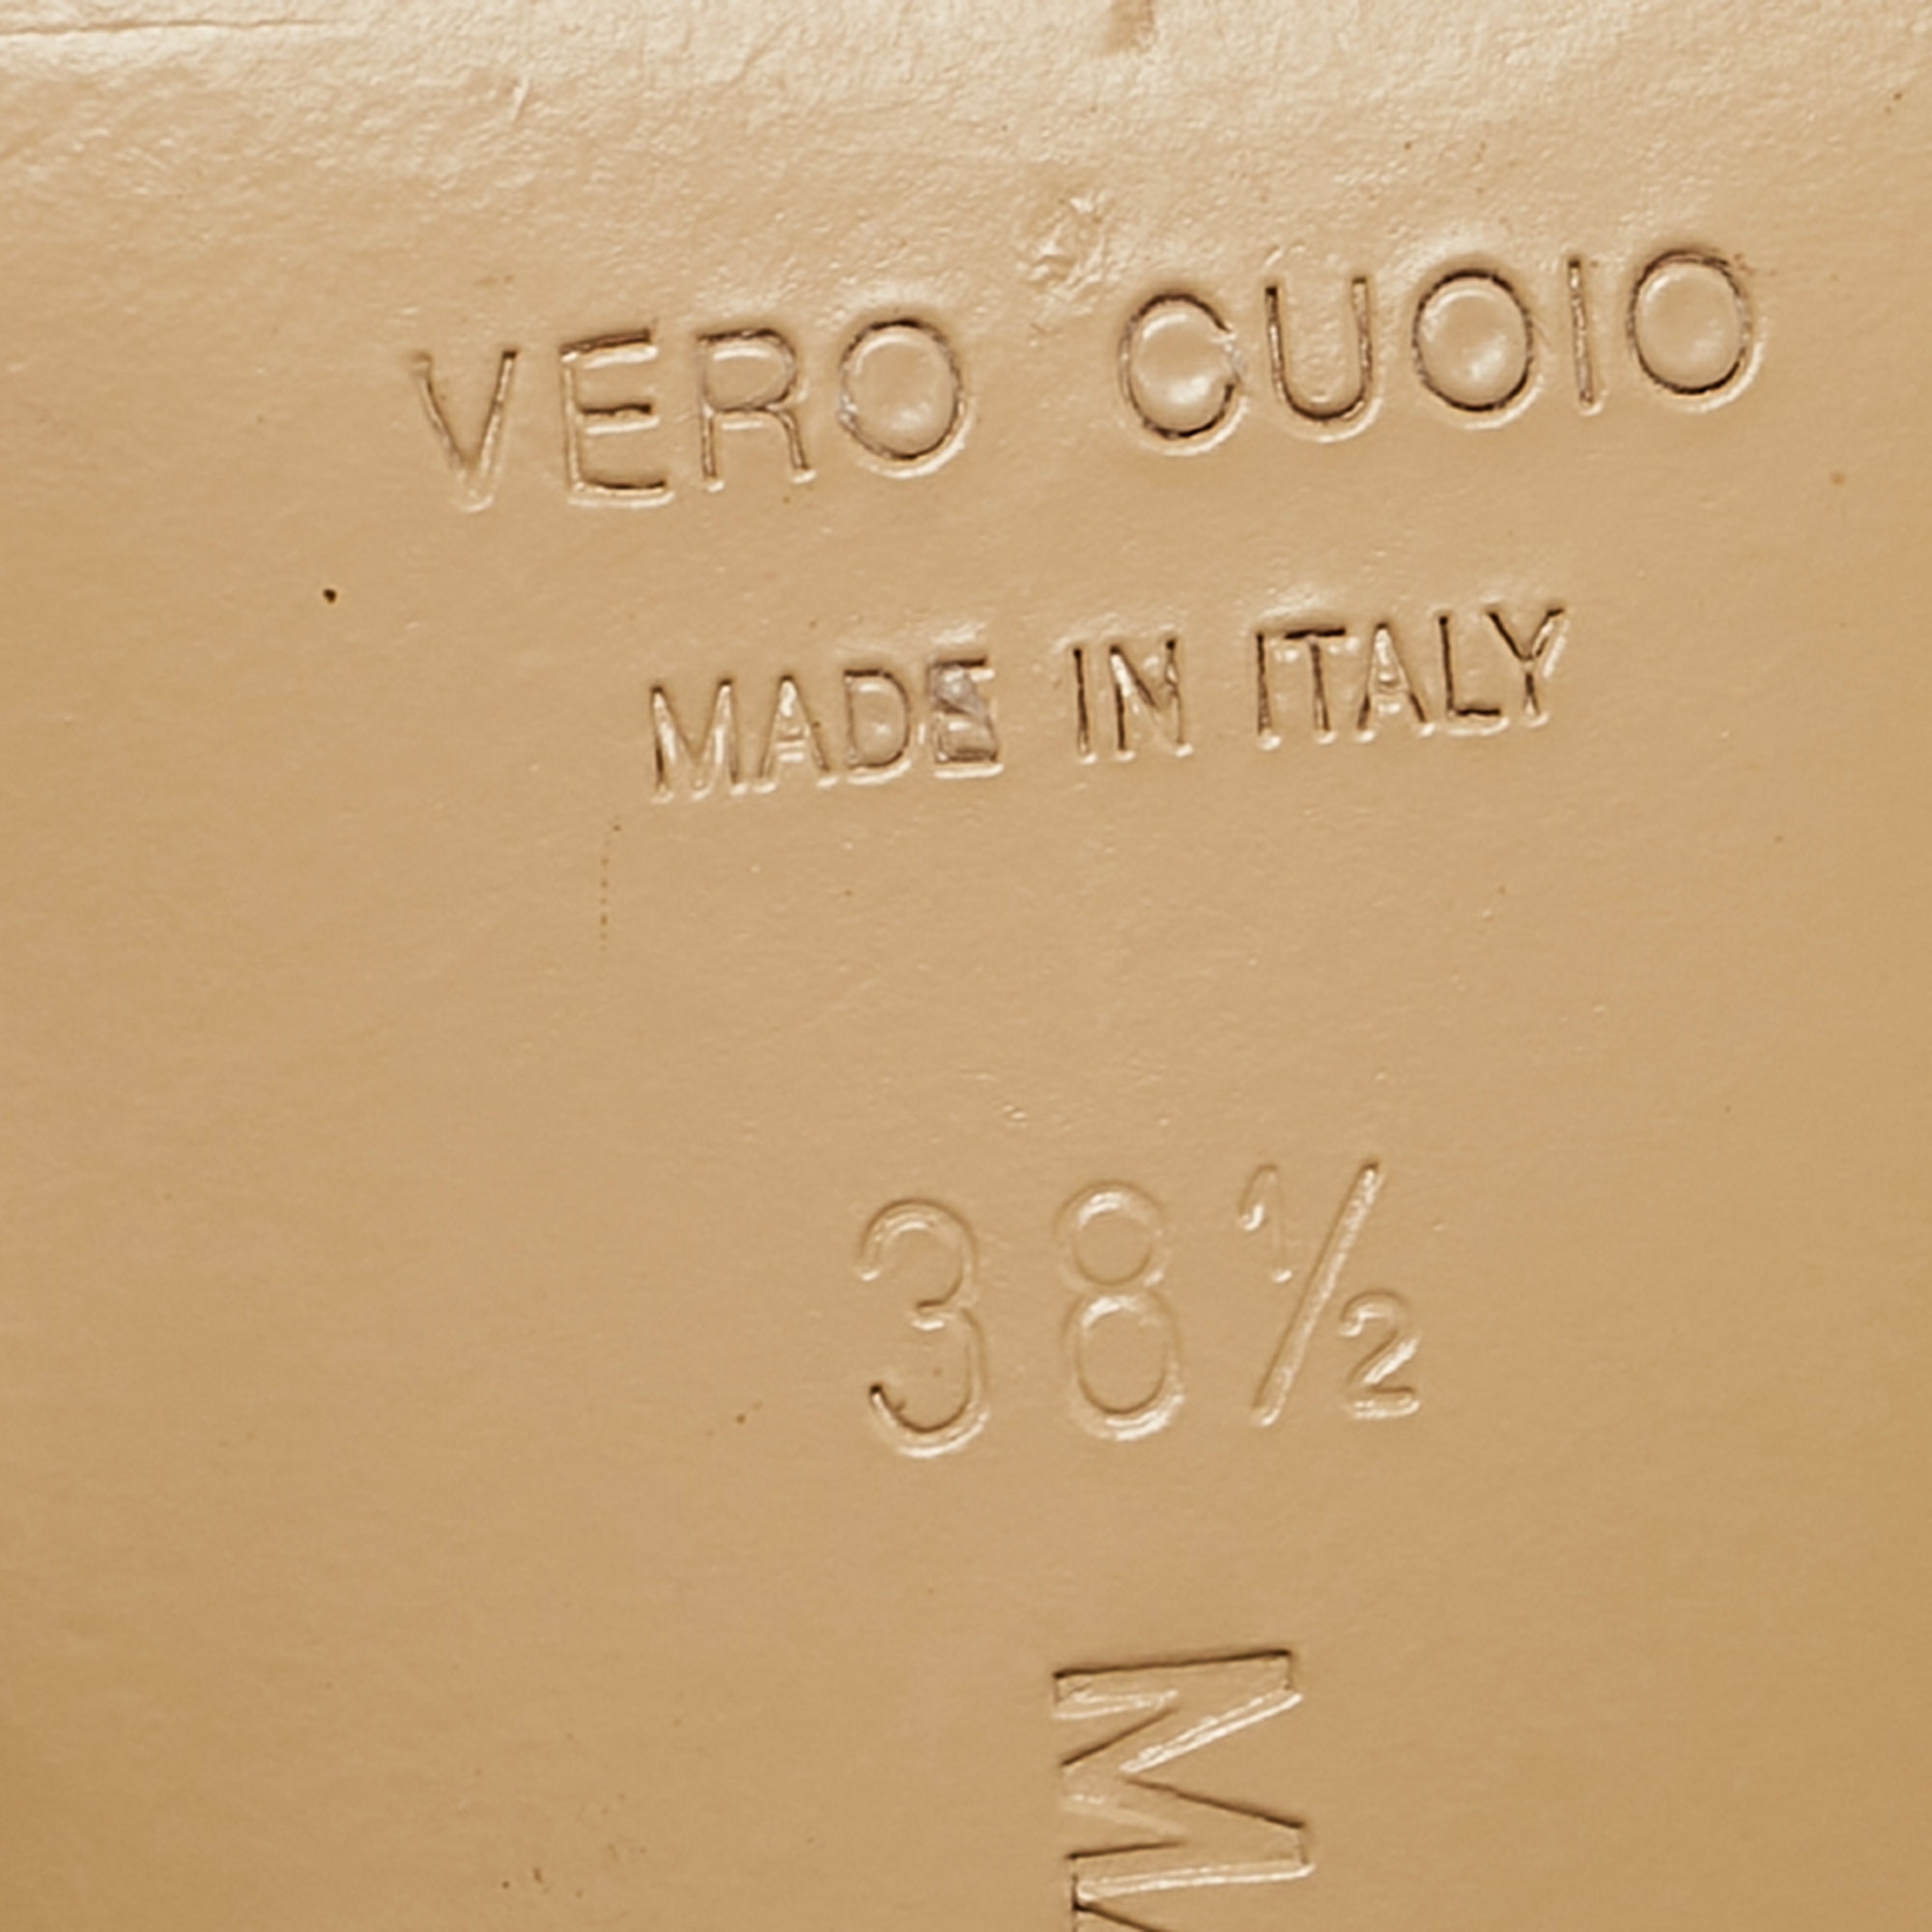 VERO CUOIO
MADE IN ITALY
38½
M